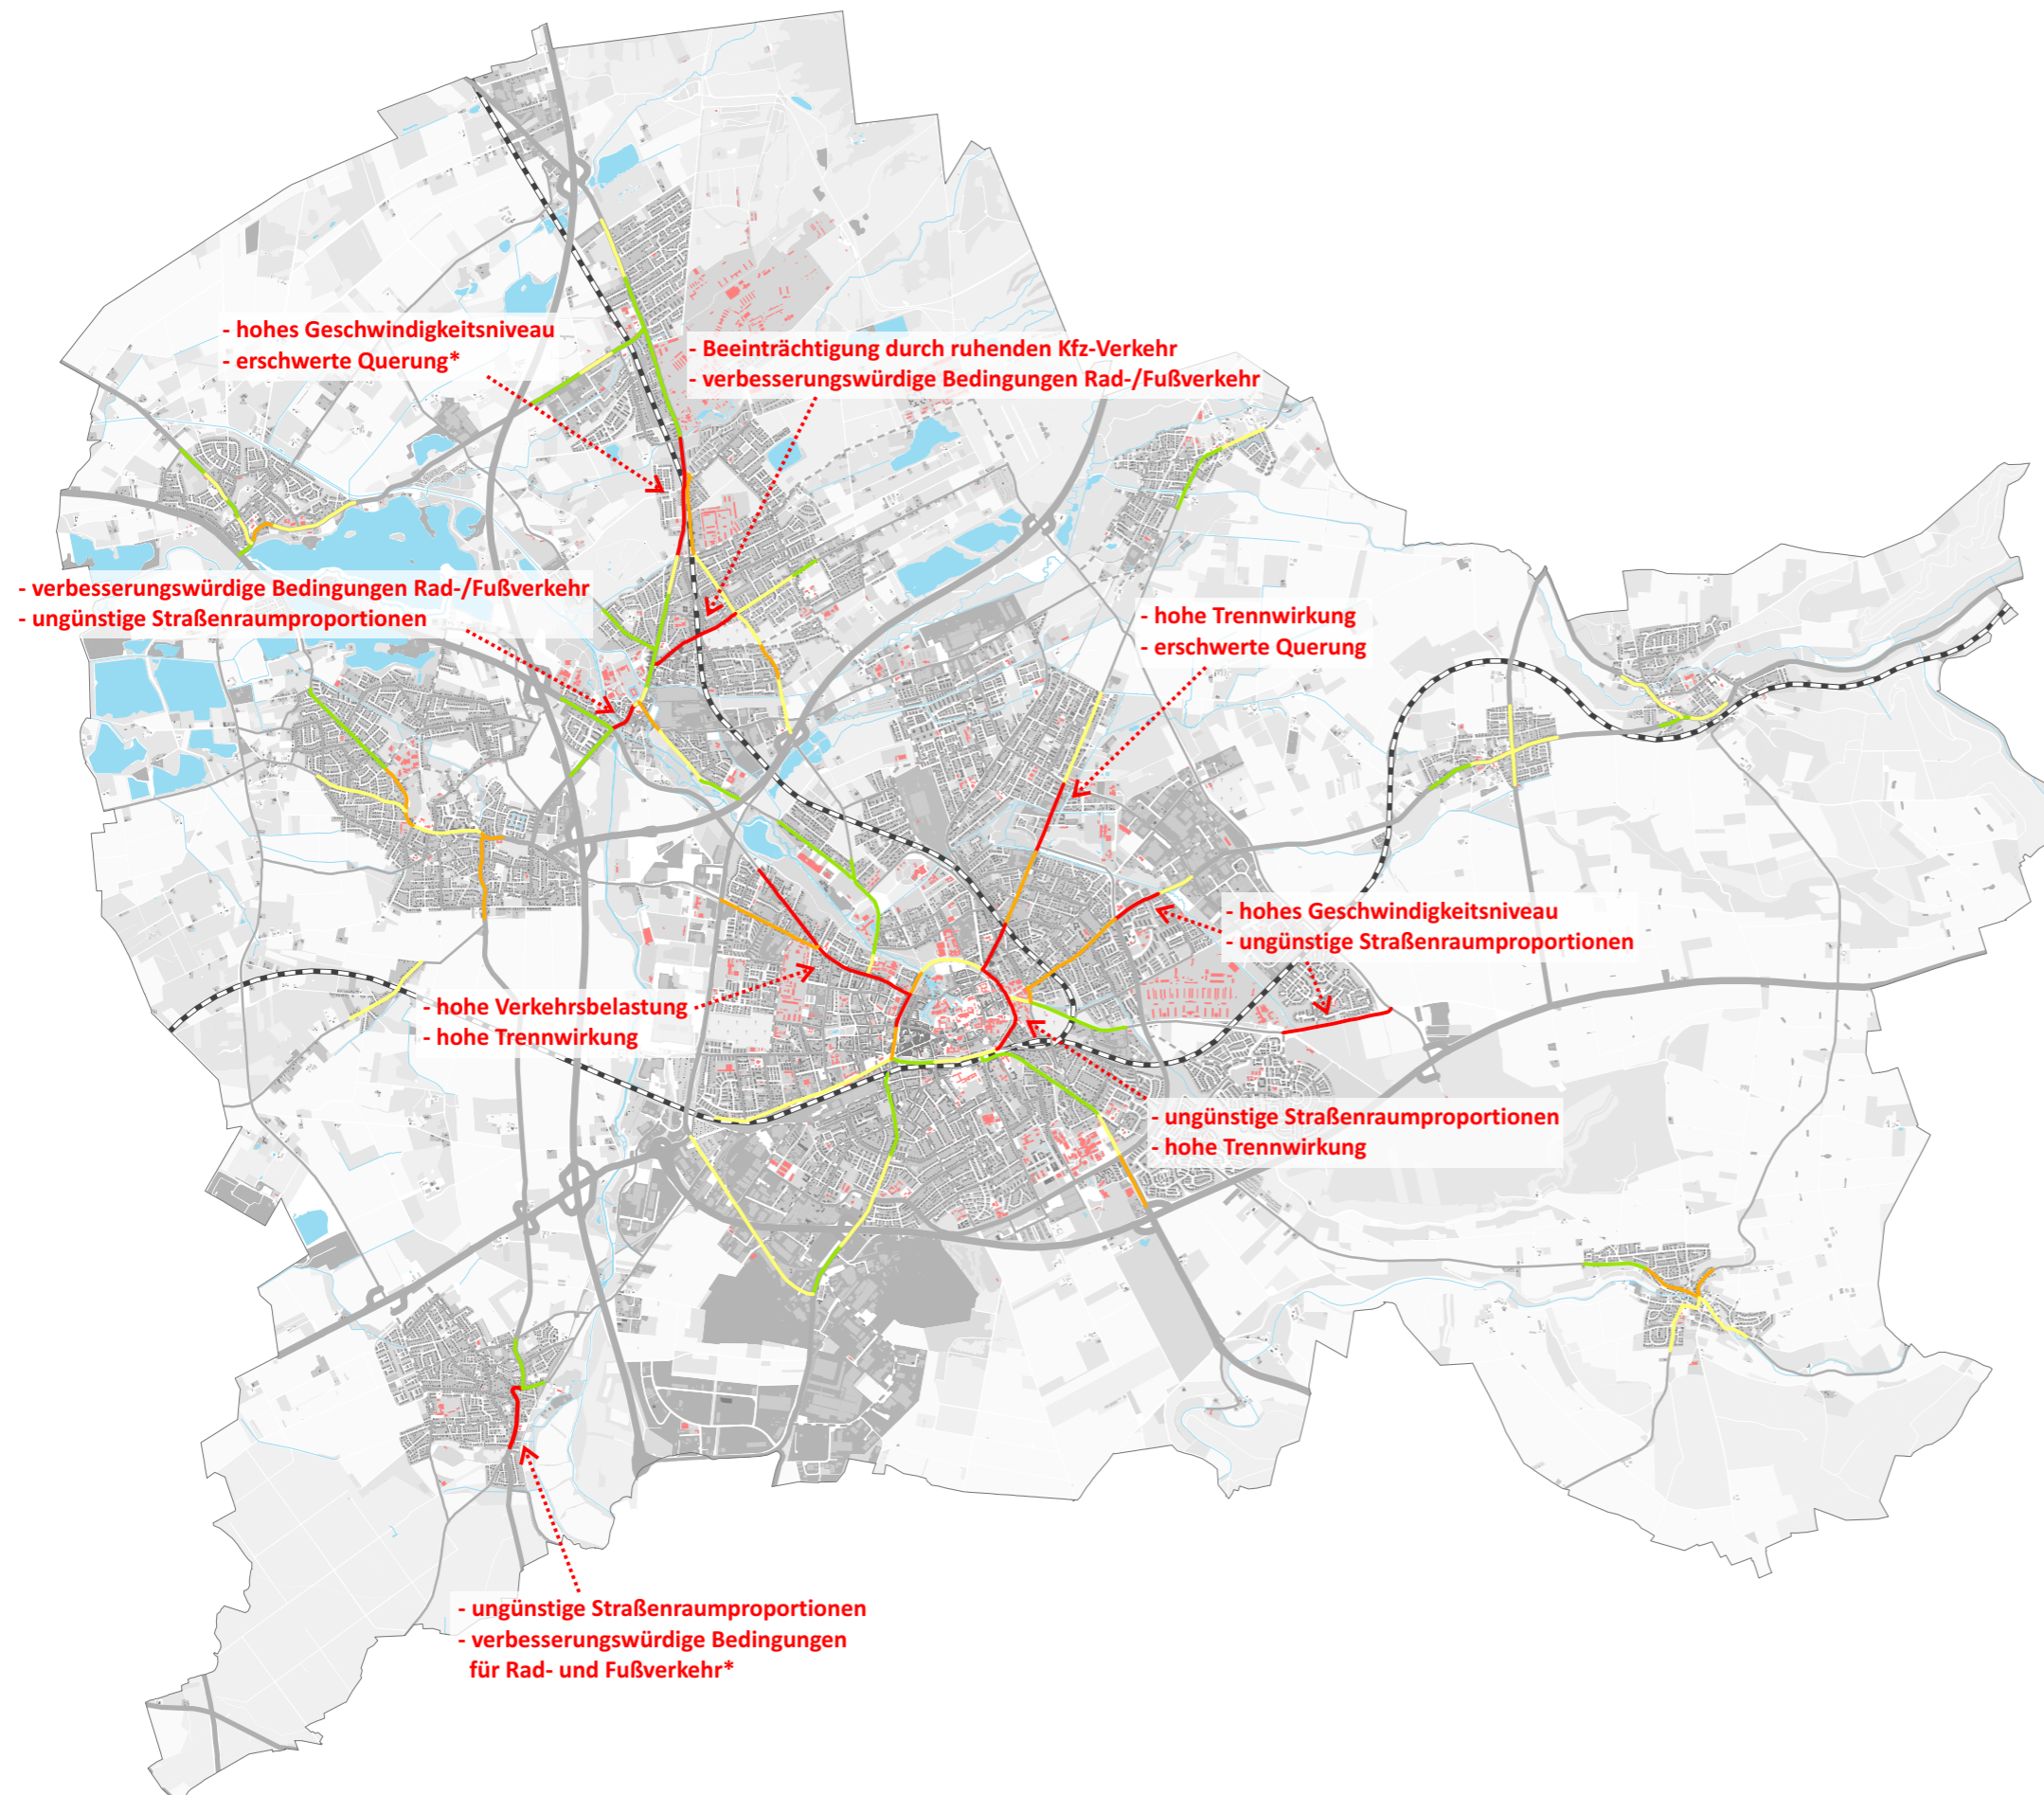 - hohes Geschwindigkeitsniveau
- erschwerte Querung*
- Beeinträchtigung durch ruhenden Kfz-Verkehr
- verbesserungswürdige Bedingungen Rad-/Fußverkehr
- verbesserungswürdige Bedingungen Rad-/Fußverkehr
- ungünstige Straßenraumproportionen
- hohe Trennwirkung
- erschwerte Querung
- hohes Geschwindigkeitsniveau
- ungünstige Straßenraumproportionen
- hohe Verkehrsbelastung
- hohe Trennwirkung
- ungünstige Straßenraumproportionen
- hohe Trennwirkung
- ungünstige Straßenraumproportionen
- verbesserungswürdige Bedingungen
für Rad- und Fußverkehr*